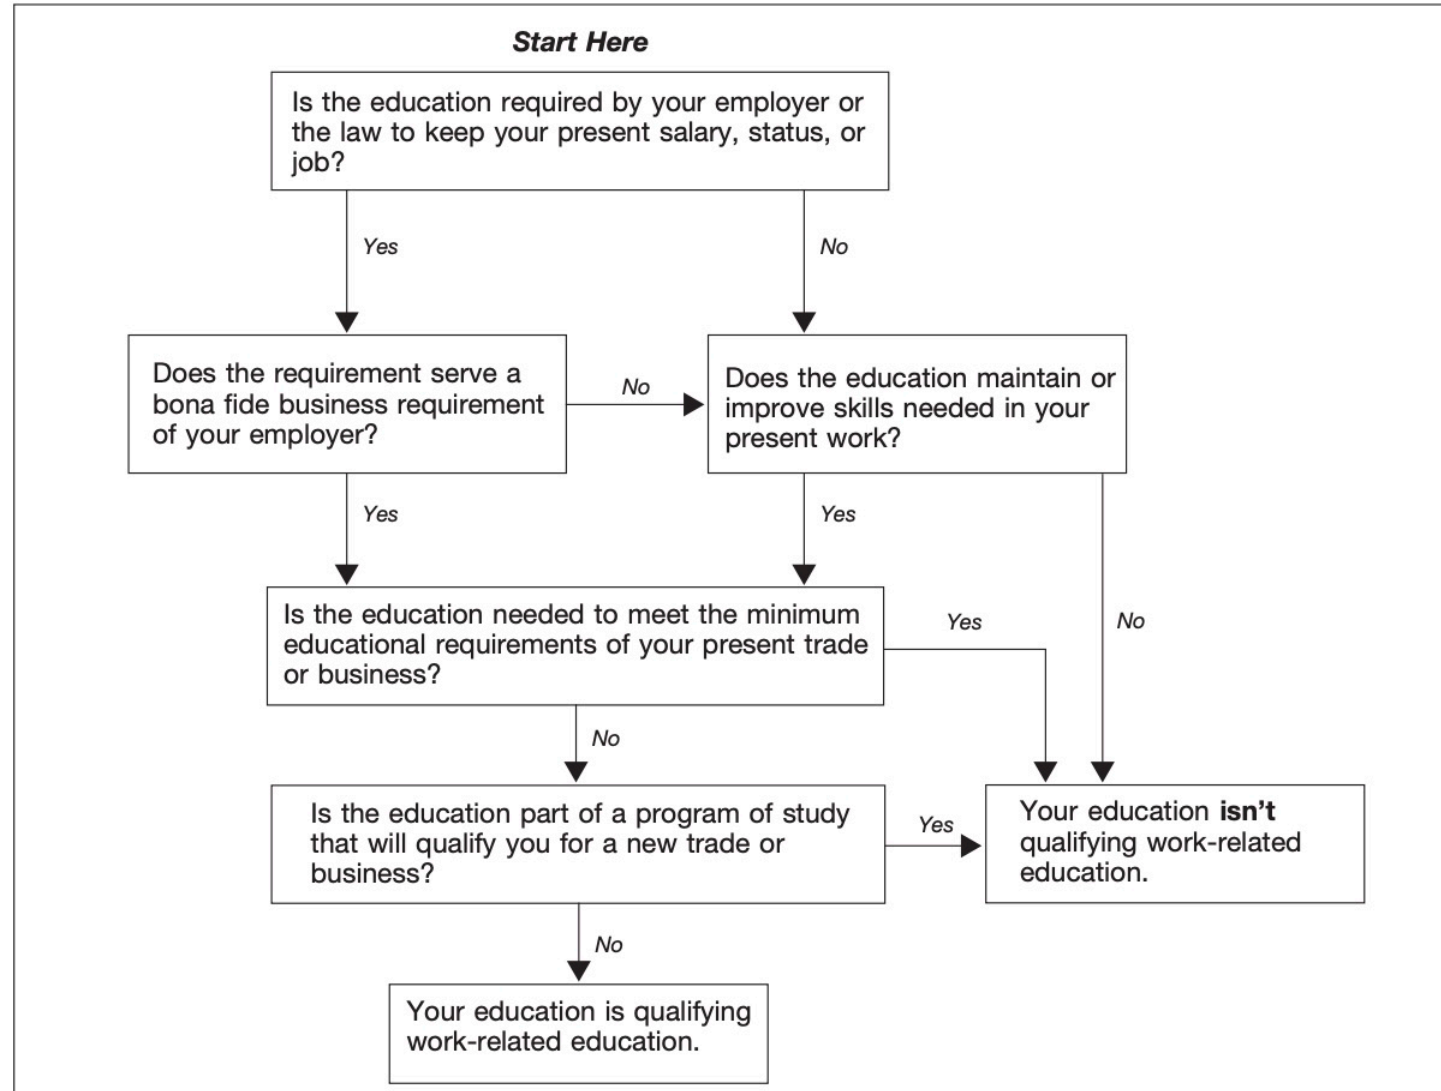 Start Here
Is the education required by your employer or
the law to keep your present salary, status, or
job?
Yes
No
Does the requirement serve a
bona fide business requirement
of your employer?
No
Does the education maintain or
improve skills needed in your
present work?
Yes
Yes
Is the education needed to meet the minimum
educational requirements of your present trade
or business?
Yes
No
No
Is the education part of a program of study
that will qualify you for a new trade or
business?
Yes
Your education isn't
qualifying work-related
education.
No
Your education is qualifying
work-related education.